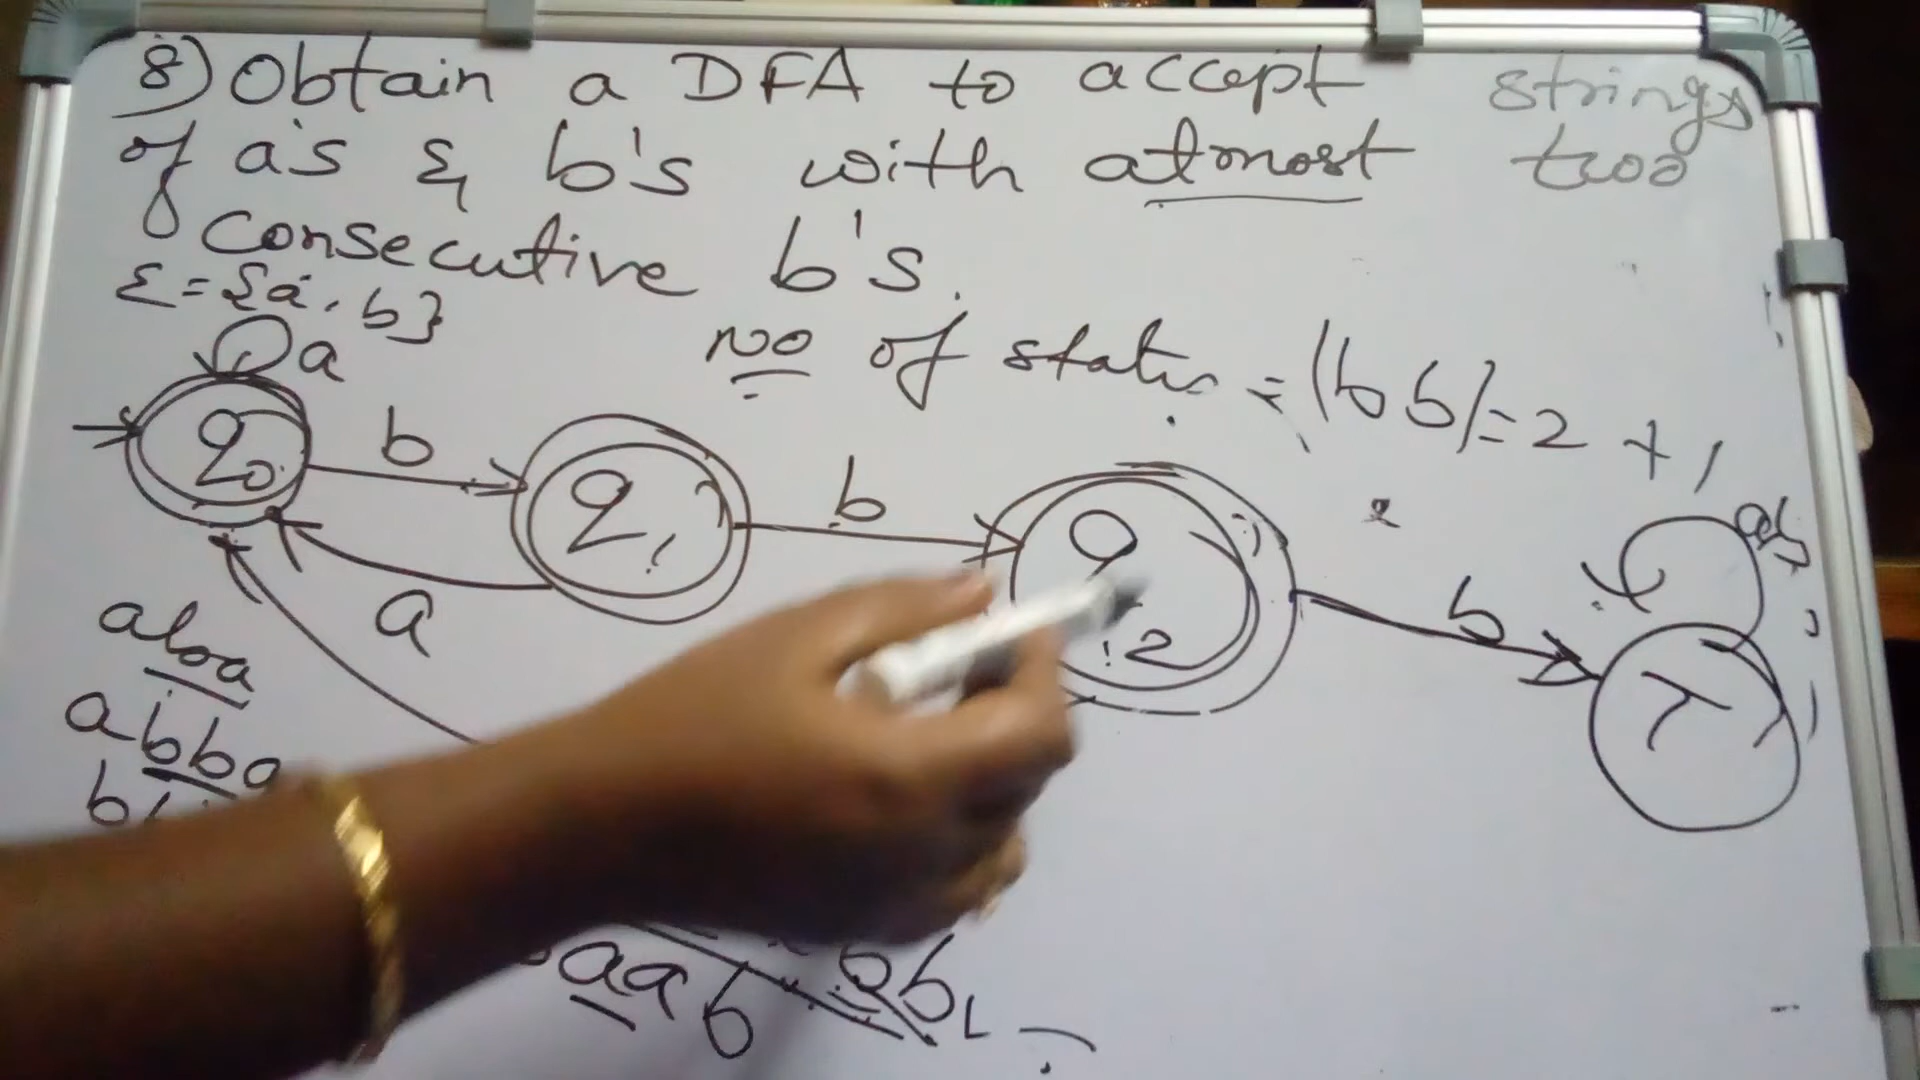 8) Obtain a DFA to accept strings
of a's & b's with atmost two
consecutive b's.
Σ = {a, b}
no of states = |bb| = 2 + 1
a
q0
b
q1
b
q2
b
T
a
aba
abba
aab